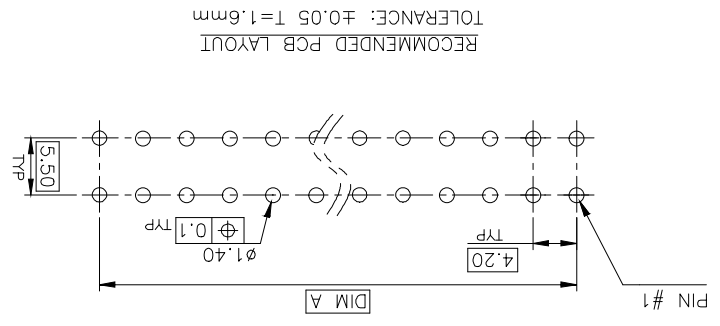 PIN #1
DIM A
4.20
TYP
ø1.40
⌖ 0.1 TYP
5.50
TYP
RECOMMENDED PCB LAYOUT
TOLERANCE: ±0.05 T=1.6mm